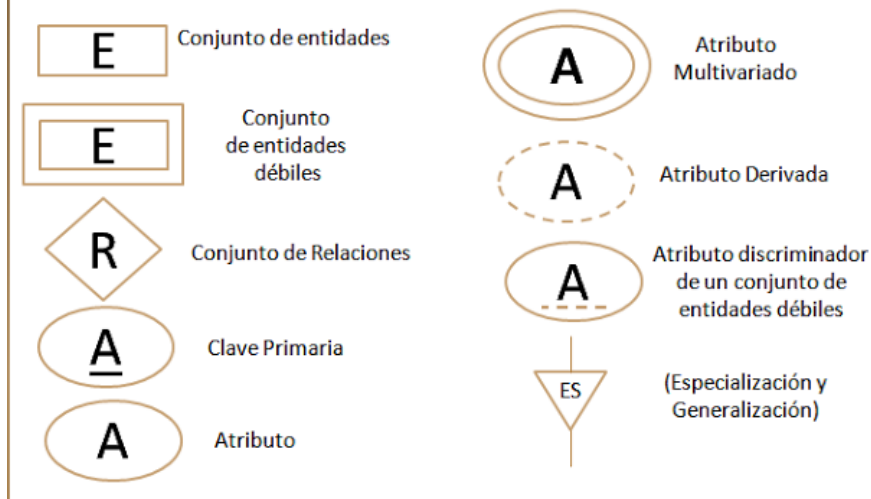 E
Conjunto de entidades
E
Conjunto
de entidades
débiles
R
Conjunto de Relaciones
A
Clave Primaria
A
Atributo
A
Atributo
Multivariado
A
Atributo Derivada
A
Atributo discriminador
de un conjunto de
entidades débiles
ES
(Especialización y
Generalización)